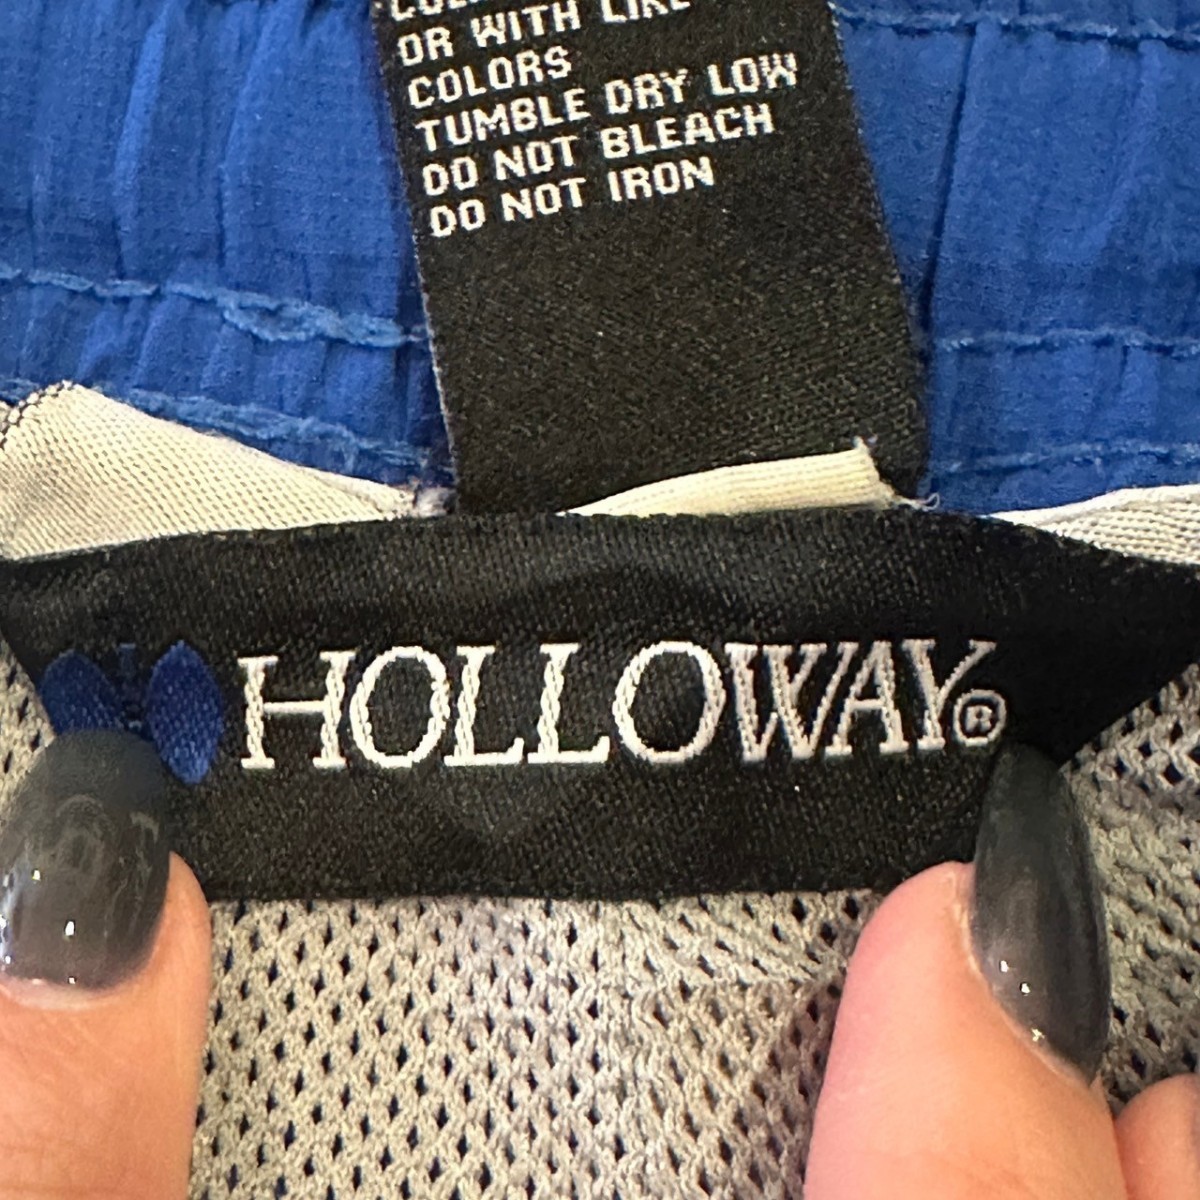 OR WITH LIKE
COLORS
TUMBLE DRY LOW
DO NOT BLEACH
DO NOT IRON
HOLLOWAY®